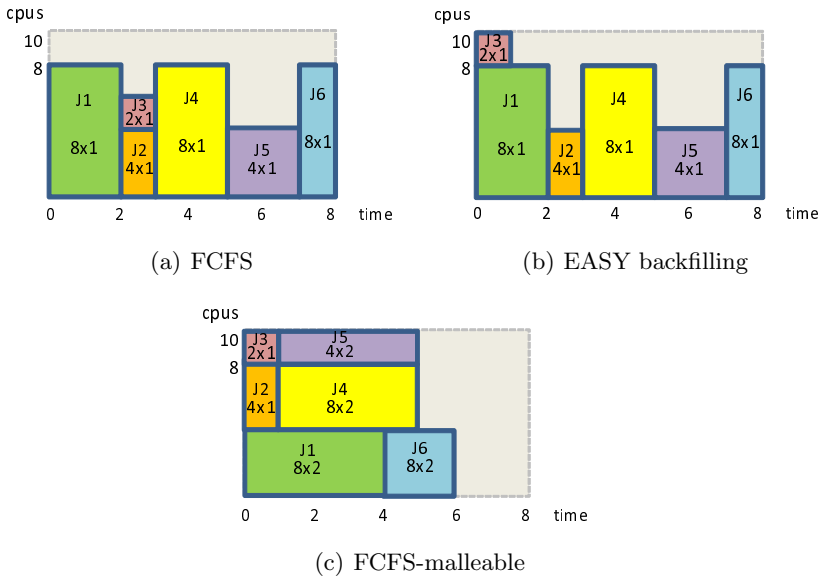 cpus
10
8
J1
8x1
J3
2x1
J2
4x1
J4
8x1
J5
4x1
J6
8x1
0 2 4 6 8 time
(a) FCFS
cpus
10
8
J3
2x1
J1
8x1
J2
4x1
J4
8x1
J5
4x1
J6
8x1
0 2 4 6 8 time
(b) EASY backfilling
cpus
10
8
J3
2x1
J5
4x2
J2
4x1
J4
8x2
J1
8x2
J6
8x2
0 2 4 6 8 time
(c) FCFS-malleable